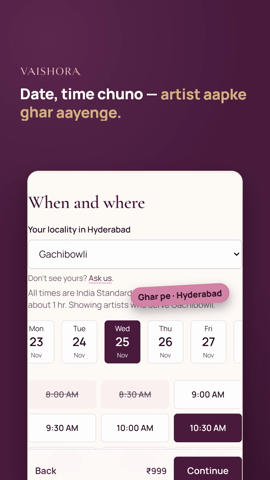 VAISHORA
Date, time chuno — artist aapke
ghar aayenge.
When and where
Your locality in Hyderabad
Gachibowli
Don't see yours? Ask us.
All times are India Standard
Ghar pe · Hyderabad
about 1 hr. Showing artists who serve Gachibowli.
Mon Tue Wed Thu Fri
23 24 25 26 27
Nov Nov Nov Nov Nov
8:00 AM 8:30 AM 9:00 AM
9:30 AM 10:00 AM 10:30 AM
Back ₹999 Continue